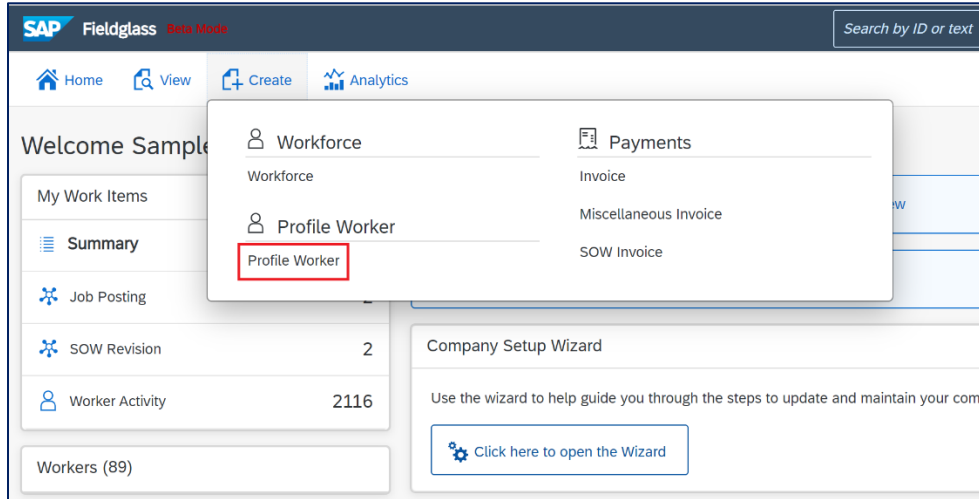 SAP Fieldglass Beta Mode
Search by ID or text
Home View Create Analytics
Welcome Sample
Workforce
Workforce
Profile Worker
Profile Worker
Payments
Invoice
Miscellaneous Invoice
SOW Invoice
My Work Items
Summary
Job Posting
SOW Revision 2
Worker Activity 2116
Workers (89)
ew
Company Setup Wizard
Use the wizard to help guide you through the steps to update and maintain your com
Click here to open the Wizard